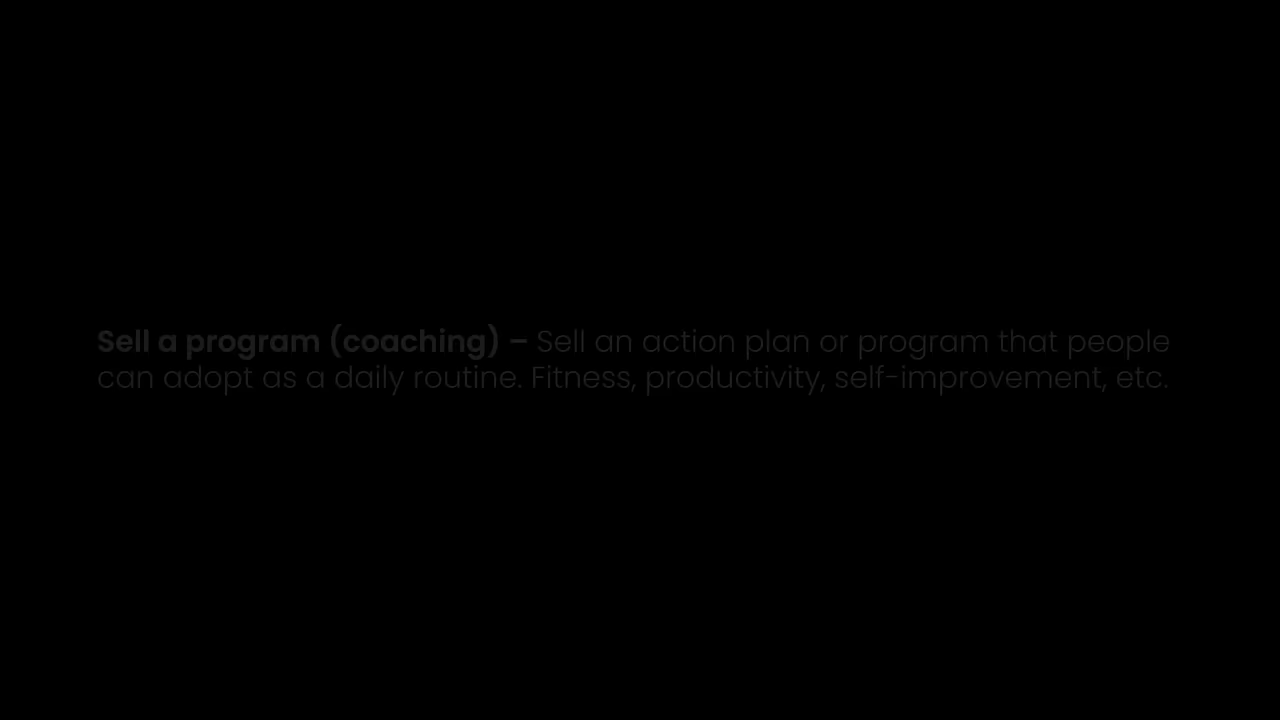 Sell a program (coaching) – Sell an action plan or program that people
can adopt as a daily routine. Fitness, productivity, self-improvement, etc.